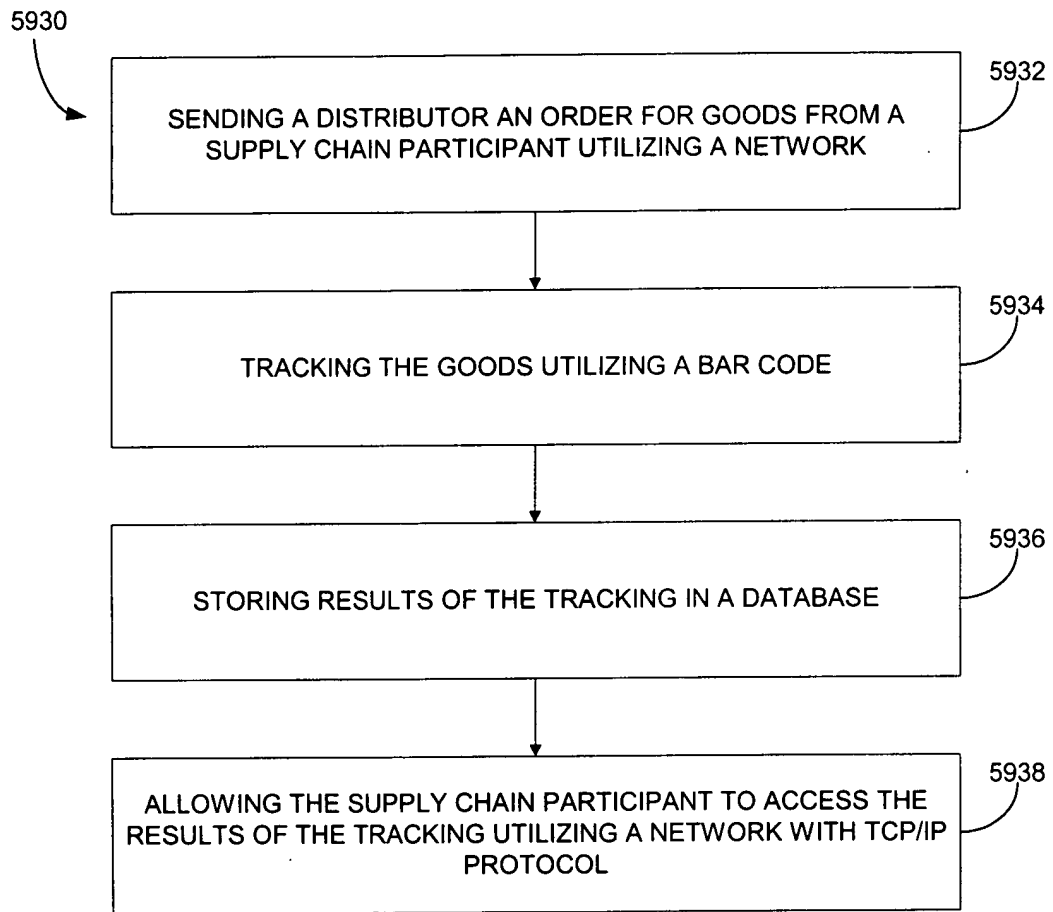 5930
5932
SENDING A DISTRIBUTOR AN ORDER FOR GOODS FROM A
SUPPLY CHAIN PARTICIPANT UTILIZING A NETWORK
5934
TRACKING THE GOODS UTILIZING A BAR CODE
5936
STORING RESULTS OF THE TRACKING IN A DATABASE
5938
ALLOWING THE SUPPLY CHAIN PARTICIPANT TO ACCESS THE
RESULTS OF THE TRACKING UTILIZING A NETWORK WITH TCP/IP
PROTOCOL